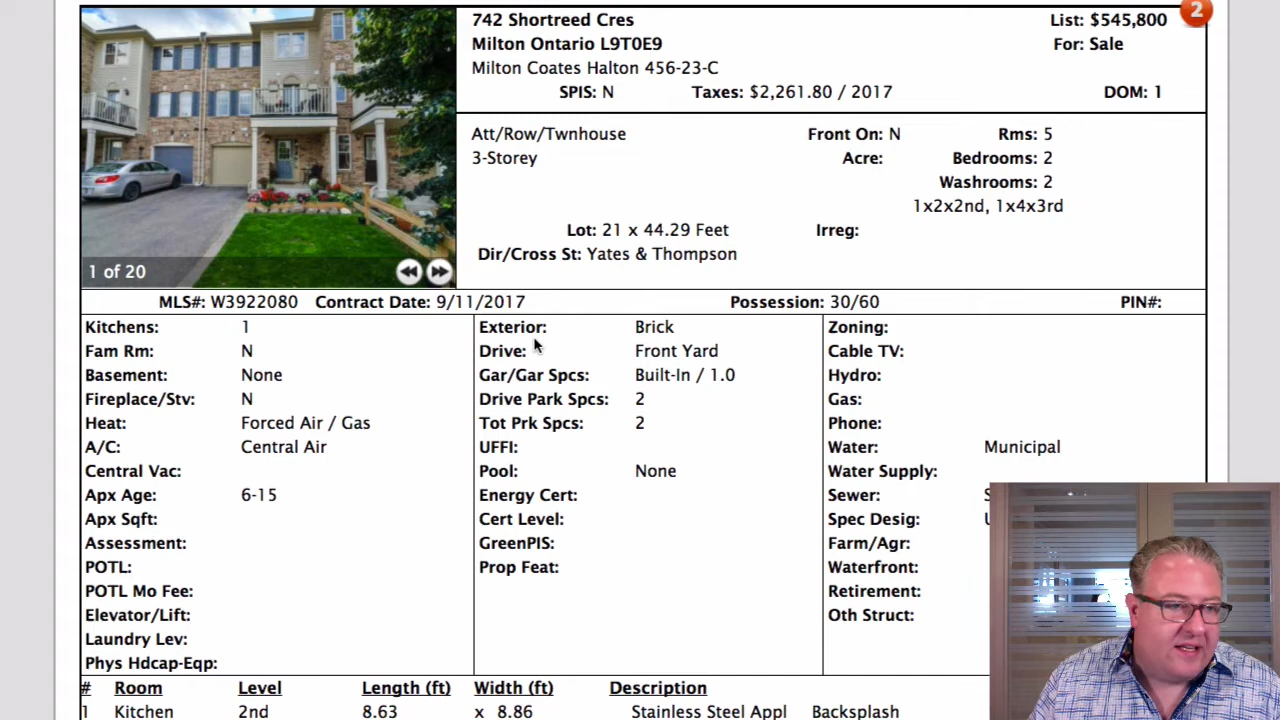 742 Shortreed Cres
List: $545,800
2
Milton Ontario L9T0E9
For: Sale
Milton Coates Halton 456-23-C
SPIS: N
Taxes: $2,261.80 / 2017
DOM: 1
Att/Row/Twnhouse
Front On: N
Rms: 5
3-Storey
Acre:
Bedrooms: 2
Washrooms: 2
1x2x2nd, 1x4x3rd
Lot: 21 x 44.29 Feet
Irreg:
Dir/Cross St: Yates & Thompson
1 of 20
MLS#: W3922080 Contract Date: 9/11/2017 Possession: 30/60 PIN#:
Kitchens: 1
Fam Rm: N
Basement: None
Fireplace/Stv: N
Heat: Forced Air / Gas
A/C: Central Air
Central Vac:
Apx Age: 6-15
Apx Sqft:
Assessment:
POTL:
POTL Mo Fee:
Elevator/Lift:
Laundry Lev:
Phys Hdcap-Eqp:
Exterior: Brick
Drive: Front Yard
Gar/Gar Spcs: Built-In / 1.0
Drive Park Spcs: 2
Tot Prk Spcs: 2
UFFI:
Pool: None
Energy Cert:
Cert Level:
GreenPIS:
Prop Feat:
Zoning:
Cable TV:
Hydro:
Gas:
Phone:
Water: Municipal
Water Supply:
Sewer:
Spec Desig:
Farm/Agr:
Waterfront:
Retirement:
Oth Struct:
# Room Level Length (ft) Width (ft) Description
1 Kitchen 2nd 8.63 x 8.86 Stainless Steel Appl Backsplash